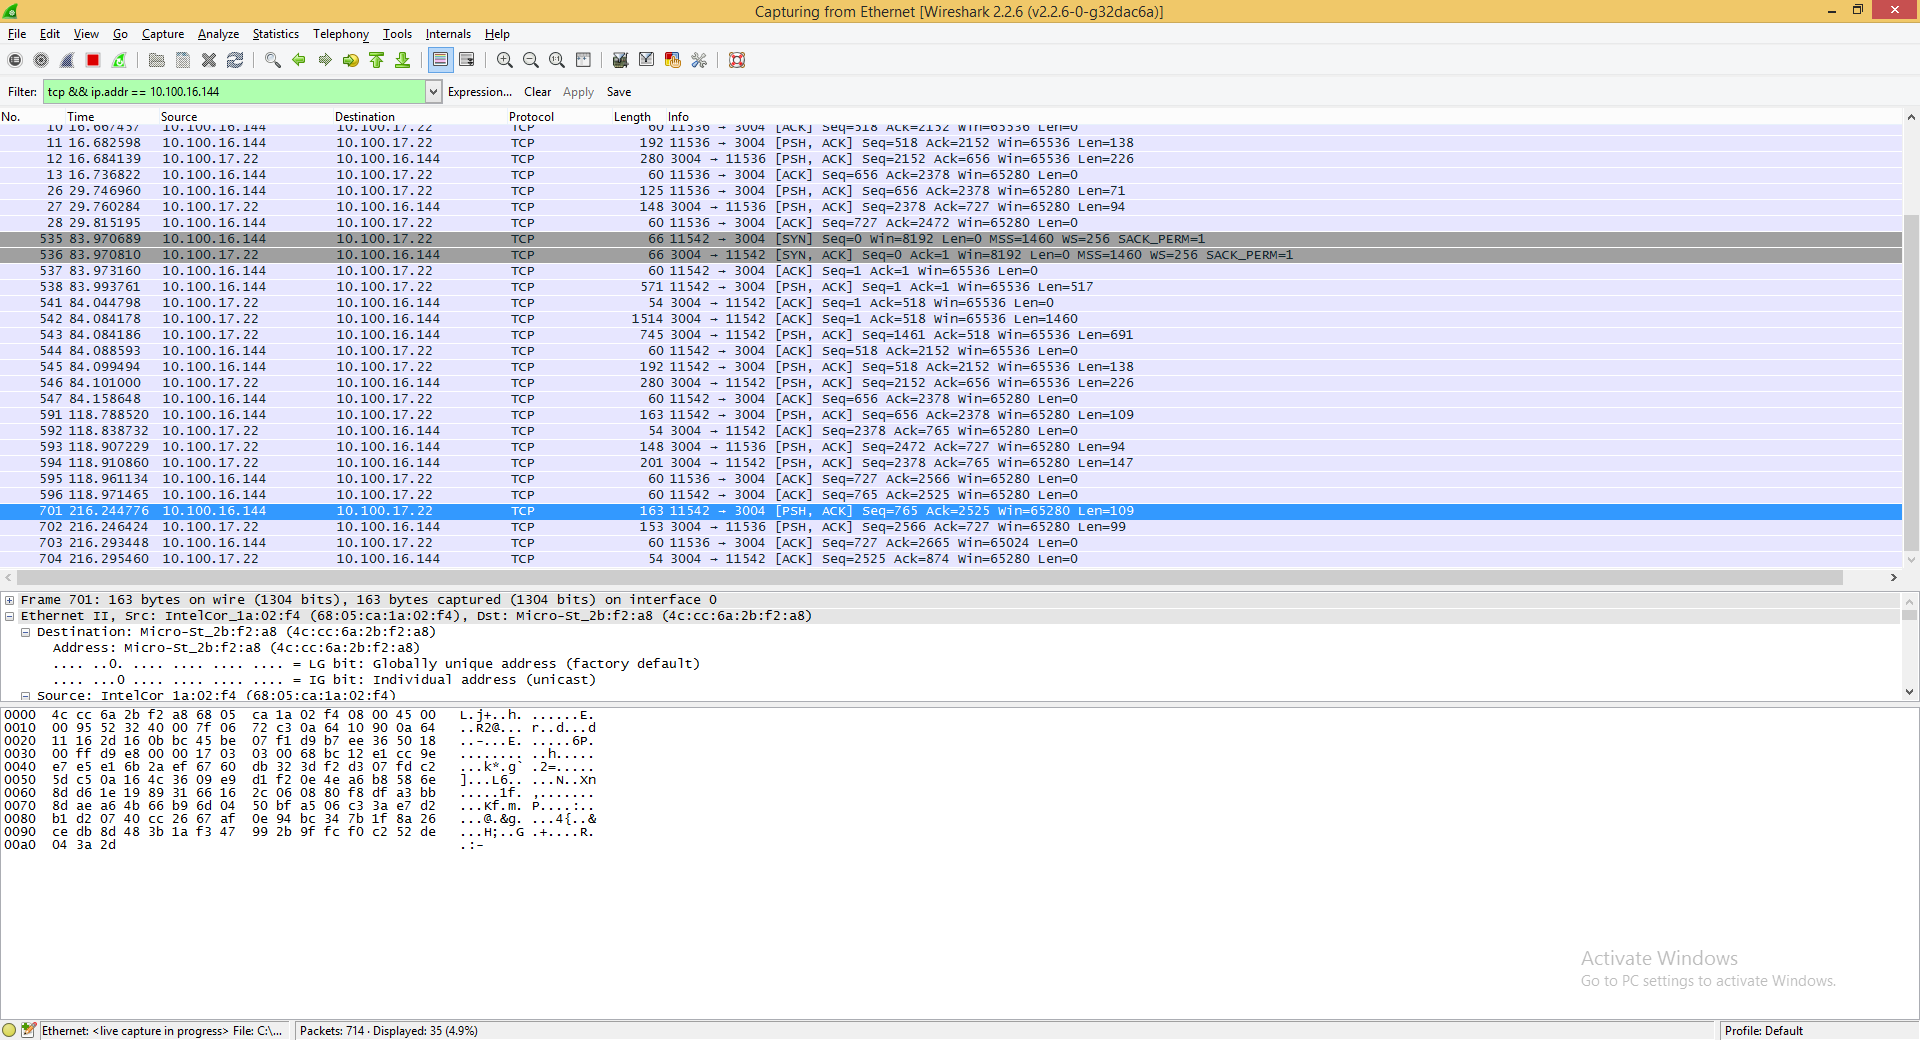 Capturing from Ethernet [Wireshark 2.2.6 (v2.2.6-0-g32dac6a)]
File Edit View Go Capture Analyze Statistics Telephony Tools Internals Help
Filter: tcp && ip.addr == 10.100.16.144 Expression... Clear Apply Save
No. Time Source Destination Protocol Length Info
10 16.667457 10.100.16.144 10.100.17.22 TCP 60 11536 → 3004 [ACK] Seq=518 Ack=2152 Win=65536 Len=0
11 16.682598 10.100.16.144 10.100.17.22 TCP 192 11536 → 3004 [PSH, ACK] Seq=518 Ack=2152 Win=65536 Len=138
12 16.684139 10.100.17.22 10.100.16.144 TCP 280 3004 → 11536 [PSH, ACK] Seq=2152 Ack=656 Win=65536 Len=226
13 16.736822 10.100.16.144 10.100.17.22 TCP 60 11536 → 3004 [ACK] Seq=656 Ack=2378 Win=65280 Len=0
26 29.746960 10.100.16.144 10.100.17.22 TCP 125 11536 → 3004 [PSH, ACK] Seq=656 Ack=2378 Win=65280 Len=71
27 29.760284 10.100.17.22 10.100.16.144 TCP 148 3004 → 11536 [PSH, ACK] Seq=2378 Ack=727 Win=65280 Len=94
28 29.815195 10.100.16.144 10.100.17.22 TCP 60 11536 → 3004 [ACK] Seq=727 Ack=2472 Win=65280 Len=0
535 83.970689 10.100.16.144 10.100.17.22 TCP 66 11542 → 3004 [SYN] Seq=0 Win=8192 Len=0 MSS=1460 WS=256 SACK_PERM=1
536 83.970810 10.100.17.22 10.100.16.144 TCP 66 3004 → 11542 [SYN, ACK] Seq=0 Ack=1 Win=8192 Len=0 MSS=1460 WS=256 SACK_PERM=1
537 83.973160 10.100.16.144 10.100.17.22 TCP 60 11542 → 3004 [ACK] Seq=1 Ack=1 Win=65536 Len=0
538 83.993761 10.100.16.144 10.100.17.22 TCP 571 11542 → 3004 [PSH, ACK] Seq=1 Ack=1 Win=65536 Len=517
541 84.044798 10.100.17.22 10.100.16.144 TCP 54 3004 → 11542 [ACK] Seq=1 Ack=518 Win=65536 Len=0
542 84.084178 10.100.17.22 10.100.16.144 TCP 1514 3004 → 11542 [ACK] Seq=1 Ack=518 Win=65536 Len=1460
543 84.084186 10.100.17.22 10.100.16.144 TCP 745 3004 → 11542 [PSH, ACK] Seq=1461 Ack=518 Win=65536 Len=691
544 84.088593 10.100.16.144 10.100.17.22 TCP 60 11542 → 3004 [ACK] Seq=518 Ack=2152 Win=65536 Len=0
545 84.099494 10.100.16.144 10.100.17.22 TCP 192 11542 → 3004 [PSH, ACK] Seq=518 Ack=2152 Win=65536 Len=138
546 84.101000 10.100.17.22 10.100.16.144 TCP 280 3004 → 11542 [PSH, ACK] Seq=2152 Ack=656 Win=65536 Len=226
547 84.158648 10.100.16.144 10.100.17.22 TCP 60 11542 → 3004 [ACK] Seq=656 Ack=2378 Win=65280 Len=0
591 118.788520 10.100.16.144 10.100.17.22 TCP 163 11542 → 3004 [PSH, ACK] Seq=656 Ack=2378 Win=65280 Len=109
592 118.838732 10.100.17.22 10.100.16.144 TCP 54 3004 → 11542 [ACK] Seq=2378 Ack=765 Win=65280 Len=0
593 118.907229 10.100.17.22 10.100.16.144 TCP 148 3004 → 11536 [PSH, ACK] Seq=2472 Ack=727 Win=65280 Len=94
594 118.910860 10.100.17.22 10.100.16.144 TCP 201 3004 → 11542 [PSH, ACK] Seq=2378 Ack=765 Win=65280 Len=147
595 118.961134 10.100.16.144 10.100.17.22 TCP 60 11536 → 3004 [ACK] Seq=727 Ack=2566 Win=65280 Len=0
596 118.971465 10.100.16.144 10.100.17.22 TCP 60 11542 → 3004 [ACK] Seq=765 Ack=2525 Win=65280 Len=0
701 216.244776 10.100.16.144 10.100.17.22 TCP 163 11542 → 3004 [PSH, ACK] Seq=765 Ack=2525 Win=65280 Len=109
702 216.246424 10.100.17.22 10.100.16.144 TCP 153 3004 → 11536 [PSH, ACK] Seq=2566 Ack=727 Win=65280 Len=99
703 216.293448 10.100.16.144 10.100.17.22 TCP 60 11536 → 3004 [ACK] Seq=727 Ack=2665 Win=65024 Len=0
704 216.295460 10.100.17.22 10.100.16.144 TCP 54 3004 → 11542 [ACK] Seq=2525 Ack=874 Win=65280 Len=0
Frame 701: 163 bytes on wire (1304 bits), 163 bytes captured (1304 bits) on interface 0
Ethernet II, Src: IntelCor_1a:02:f4 (68:05:ca:1a:02:f4), Dst: Micro-St_2b:f2:a8 (4c:cc:6a:2b:f2:a8)
Destination: Micro-St_2b:f2:a8 (4c:cc:6a:2b:f2:a8)
Address: Micro-St_2b:f2:a8 (4c:cc:6a:2b:f2:a8)
.... ..0. .... .... .... .... = LG bit: Globally unique address (factory default)
.... ...0 .... .... .... .... = IG bit: Individual address (unicast)
Source: IntelCor_1a:02:f4 (68:05:ca:1a:02:f4)
0000 4c cc 6a 2b f2 a8 68 05 ca 1a 02 f4 08 00 45 00 L.j+..h. ......E.
0010 00 95 52 32 40 00 7f 06 72 c3 0a 64 10 90 0a 64 ..R2@... r..d...d
0020 11 16 2d 16 0b bc 45 be 07 f1 d9 b7 ee 36 50 18 ..-...E. .....6P.
0030 00 ff d9 e8 00 00 17 03 03 00 68 bc 12 e1 cc 9e ........ ..h.....
0040 e7 e5 e1 6b 2a ef 67 60 db 32 3d f2 d3 07 fd c2 ...k*.g` .2=.....
0050 5d c5 0a 16 4c 36 09 e9 d1 f2 0e 4e a6 b8 58 6e ]...L6.. ...N..Xn
0060 8d d6 1e 19 89 31 66 16 2c 06 08 80 f8 df a3 bb .....1f. ,.......
0070 8d ae a6 4b 66 b9 6d 04 50 bf a5 06 c3 3a e7 d2 ...Kf.m. P....:..
0080 b1 d2 07 40 cc 26 67 af 0e 94 bc 34 7b 1f 8a 26 ...@.&g. ...4{..&
0090 ce db 8d 48 3b 1a f3 47 99 2b 9f fc f0 c2 52 de ...H;..G .+....R.
00a0 04 3a 2d .:-
Activate Windows
Go to PC settings to activate Windows.
Ethernet: <live capture in progress> File: C:\... Packets: 714 · Displayed: 35 (4.9%) Profile: Default